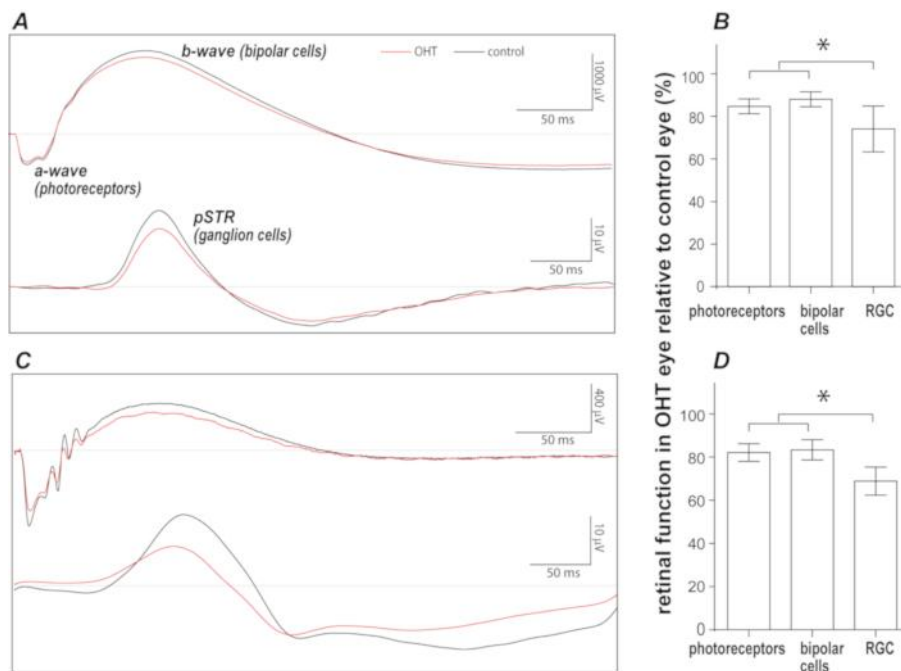 A
b-wave (bipolar cells)
OHT
control
1000 µV
50 ms
a-wave
(photoreceptors)
pSTR
(ganglion cells)
10 µV
50 ms
B
*
100
80
60
40
20
0
photoreceptors
bipolar
cells
RGC
retinal function in OHT eye relative to control eye (%)
C
400 µV
50 ms
10 µV
50 ms
D
*
100
80
60
40
20
0
photoreceptors
bipolar
cells
RGC